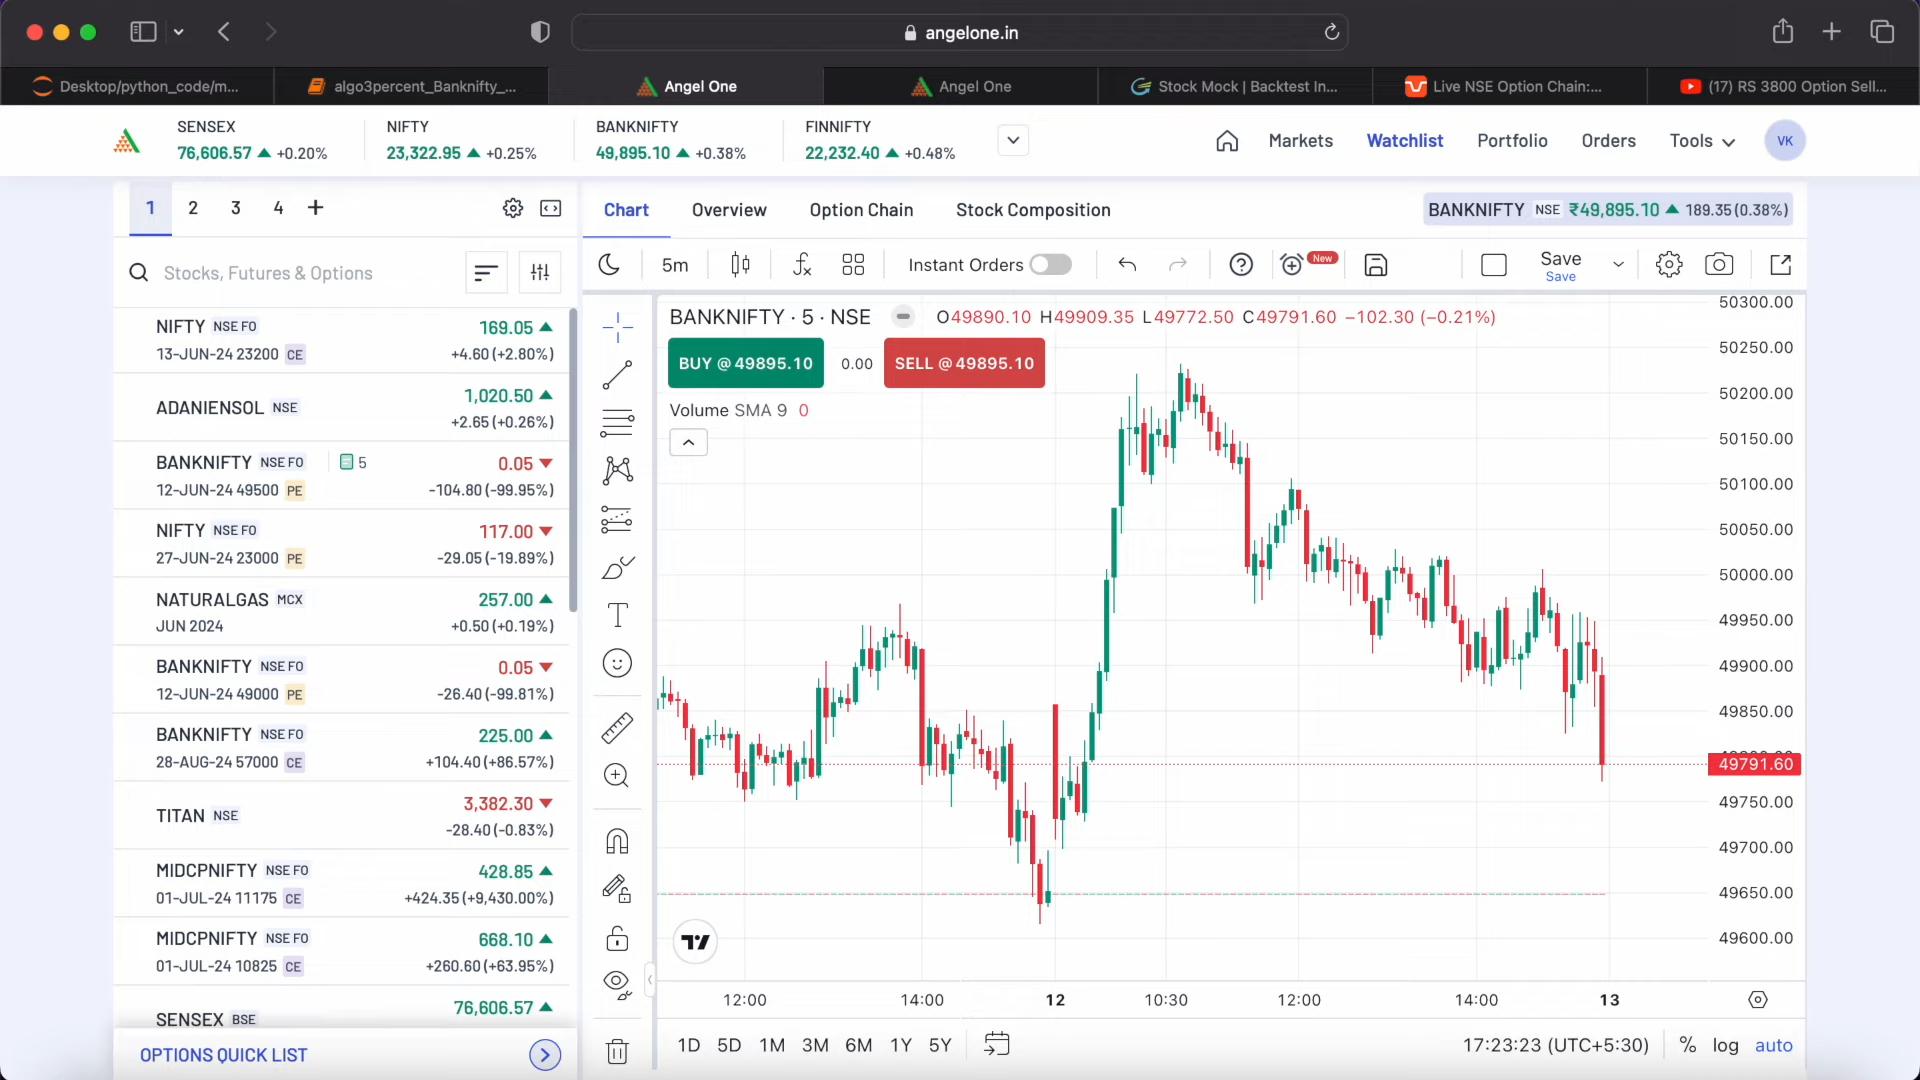 angelone.in
Desktop/python_code/m...
algo3percent_Banknifty_...
Angel One
Angel One
Stock Mock | Backtest In...
Live NSE Option Chain:...
(17) RS 3800 Option Sell...
SENSEX
76,606.57 +0.20%
NIFTY
23,322.95 +0.25%
BANKNIFTY
49,895.10 +0.38%
FINNIFTY
22,232.40 +0.48%
Markets
Watchlist
Portfolio
Orders
Tools
VK
1 2 3 4 +
Stocks, Futures & Options
NIFTY NSE FO 169.05
13-JUN-24 23200 CE +4.60 (+2.80%)
ADANIENSOL NSE 1,020.50
+2.65 (+0.26%)
BANKNIFTY NSE FO 5 0.05
12-JUN-24 49500 PE -104.80 (-99.95%)
NIFTY NSE FO 117.00
27-JUN-24 23000 PE -29.05 (-19.89%)
NATURALGAS MCX 257.00
JUN 2024 +0.50 (+0.19%)
BANKNIFTY NSE FO 0.05
12-JUN-24 49000 PE -26.40 (-99.81%)
BANKNIFTY NSE FO 225.00
28-AUG-24 57000 CE +104.40 (+86.57%)
TITAN NSE 3,382.30
-28.40 (-0.83%)
MIDCPNIFTY NSE FO 428.85
01-JUL-24 11175 CE +424.35 (+9,430.00%)
MIDCPNIFTY NSE FO 668.10
01-JUL-24 10825 CE +260.60 (+63.95%)
SENSEX BSE 76,606.57
OPTIONS QUICK LIST
Chart Overview Option Chain Stock Composition
BANKNIFTY NSE ₹49,895.10 189.35 (0.38%)
5m
Instant Orders
New
Save
Save
BANKNIFTY · 5 · NSE O49890.10 H49909.35 L49772.50 C49791.60 −102.30 (−0.21%)
BUY @ 49895.10 0.00 SELL @ 49895.10
Volume SMA 9 0
50300.00
50250.00
50200.00
50150.00
50100.00
50050.00
50000.00
49950.00
49900.00
49850.00
49791.60
49750.00
49700.00
49650.00
49600.00
12:00 14:00 12 10:30 12:00 14:00 13
1D 5D 1M 3M 6M 1Y 5Y
17:23:23 (UTC+5:30) % log auto